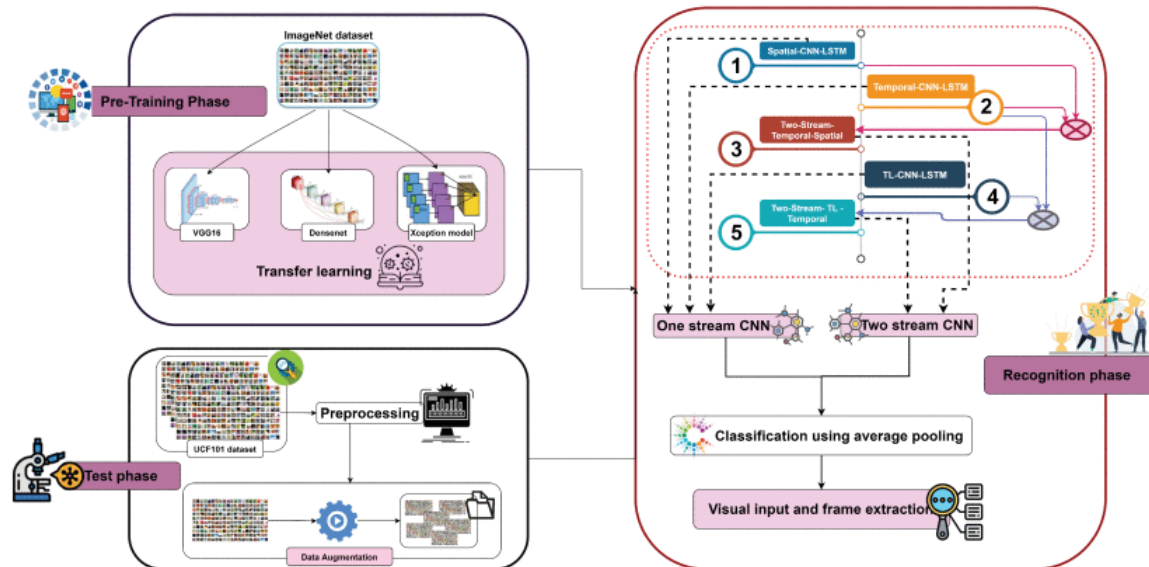 ImageNet dataset
Pre-Training Phase
VGG16
Densenet
Xception model
Transfer learning
UCF101 dataset
Preprocessing
Test phase
Data Augmentation
1
Spatial-CNN-LSTM
Temporal-CNN-LSTM
2
Two-Stream-
Temporal-Spatial
3
TL-CNN-LSTM
4
Two-Stream- TL -
Temporal
5
One stream CNN
Two stream CNN
Recognition phase
Classification using average pooling
Visual input and frame extraction